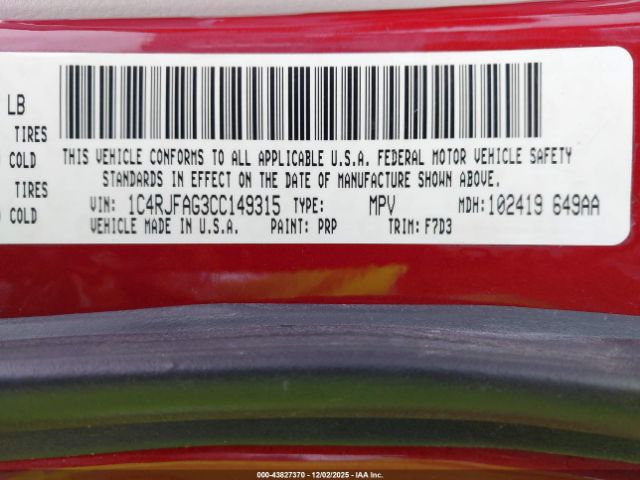 LB
TIRES
COLD
TIRES
COLD
THIS VEHICLE CONFORMS TO ALL APPLICABLE U.S.A. FEDERAL MOTOR VEHICLE SAFETY
STANDARDS IN EFFECT ON THE DATE OF MANUFACTURE SHOWN ABOVE.
VIN: 1C4RJFAG3CC149315 TYPE: MPV MDH:102419 649AA
VEHICLE MADE IN U.S.A. PAINT: PRP TRIM: F7D3
000-43827370 | 12/02/2025 - Copyright © 2025 IAA, Inc.